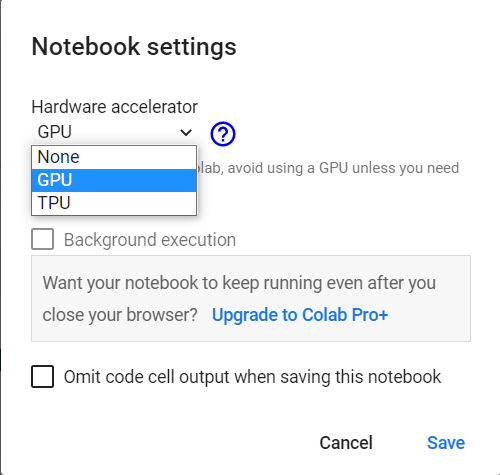 Notebook settings
Hardware accelerator
GPU
?
None
GPU
TPU
avoid using a GPU unless you need
Background execution
Want your notebook to keep running even after you
close your browser? Upgrade to Colab Pro+
Omit code cell output when saving this notebook
Cancel Save